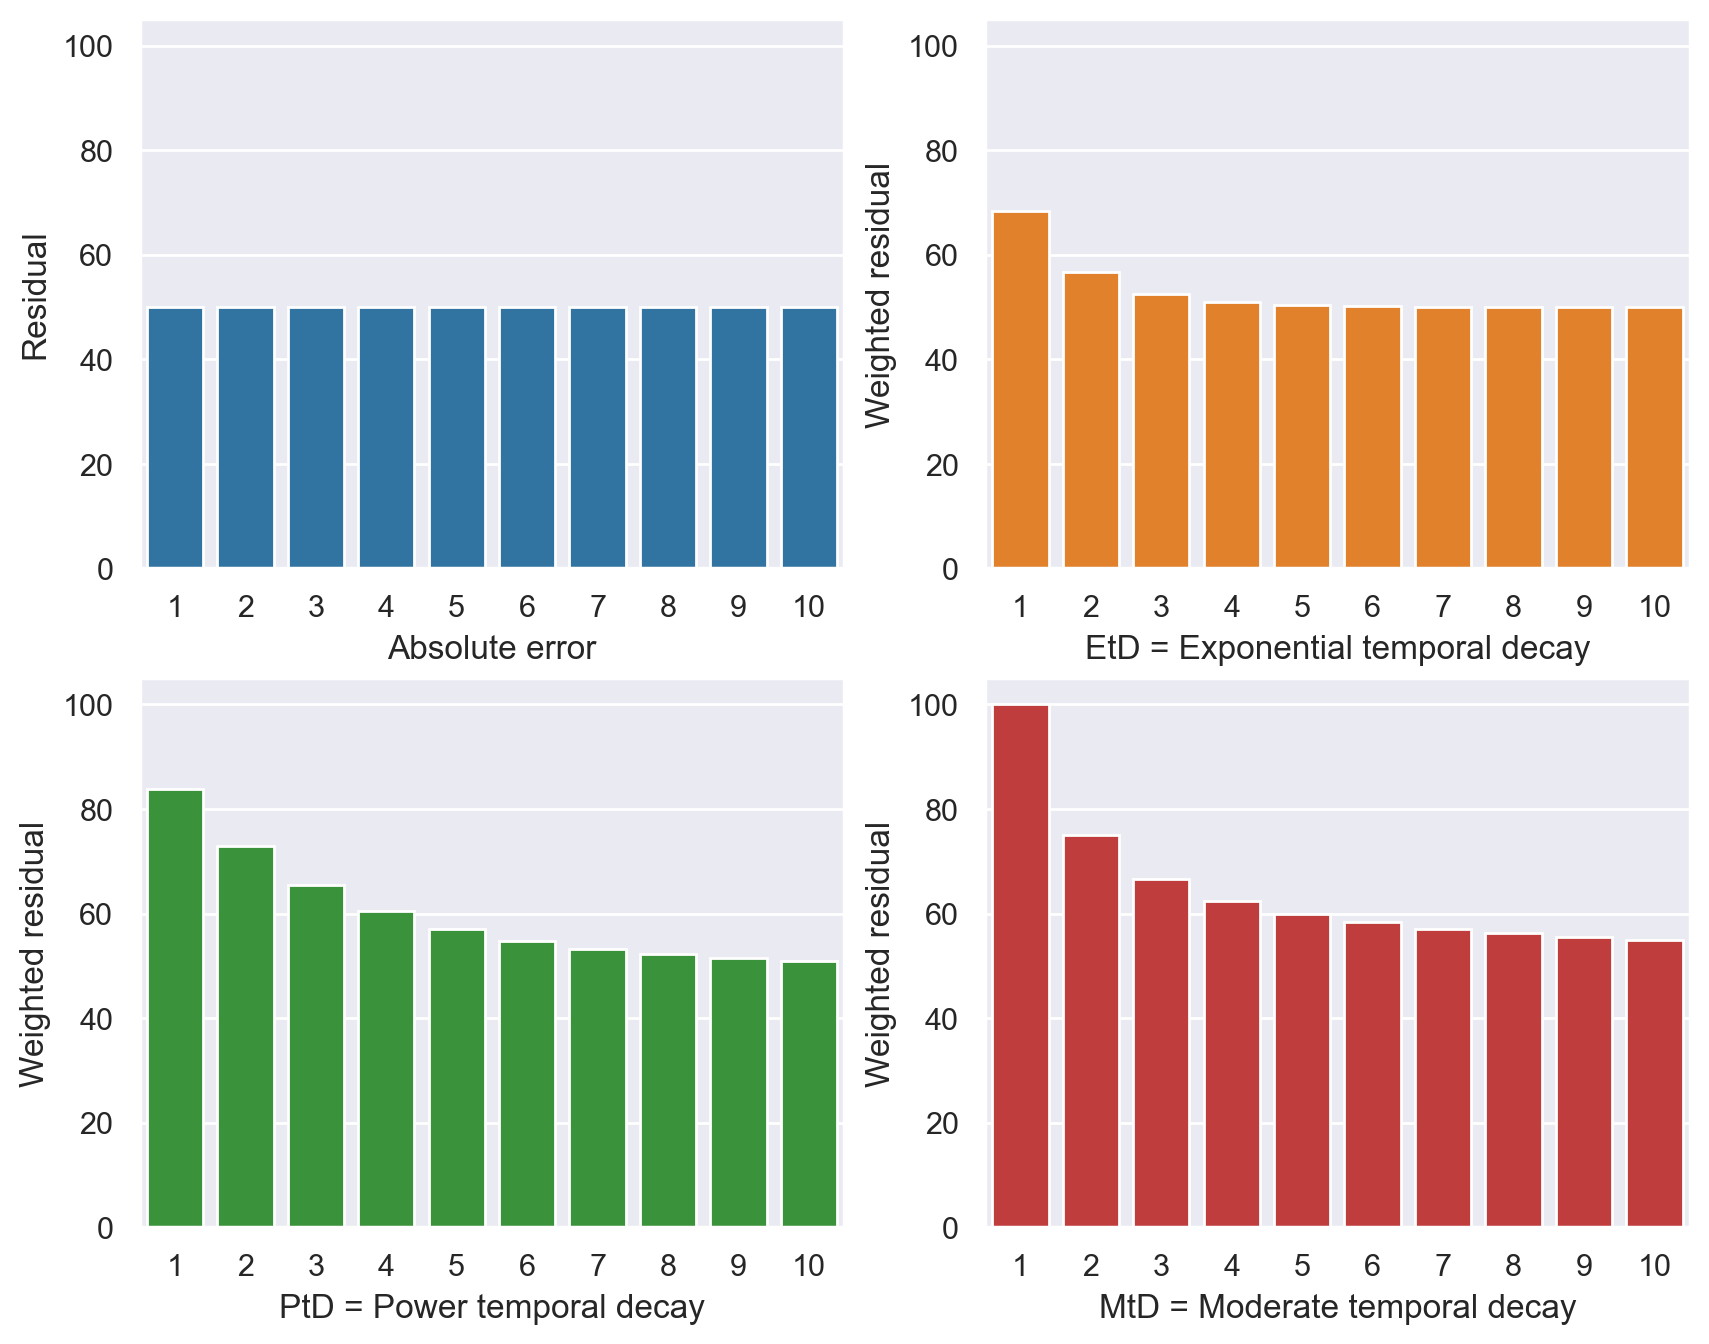 100
80
60
40
20
0
Residual
1 2 3 4 5 6 7 8 9 10
Absolute error
100
80
60
40
20
0
Weighted residual
1 2 3 4 5 6 7 8 9 10
EtD = Exponential temporal decay
100
80
60
40
20
0
Weighted residual
1 2 3 4 5 6 7 8 9 10
PtD = Power temporal decay
100
80
60
40
20
0
Weighted residual
1 2 3 4 5 6 7 8 9 10
MtD = Moderate temporal decay